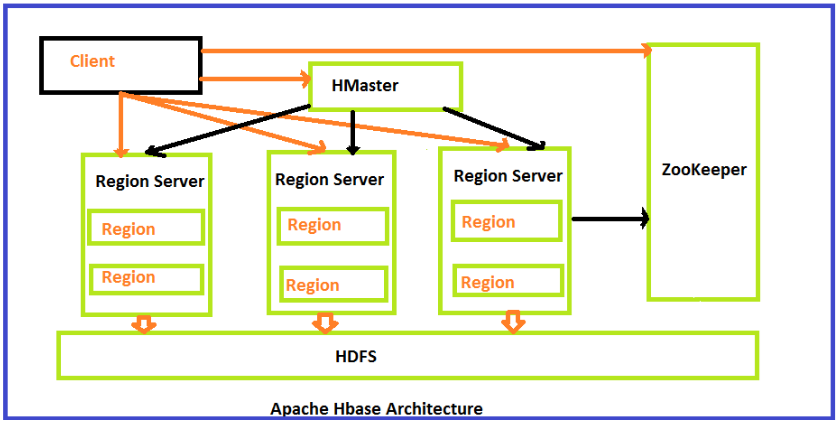 Client
HMaster
ZooKeeper
Region Server
Region Server
Region Server
Region
Region
Region
Region
Region
Region
HDFS
Apache Hbase Architecture